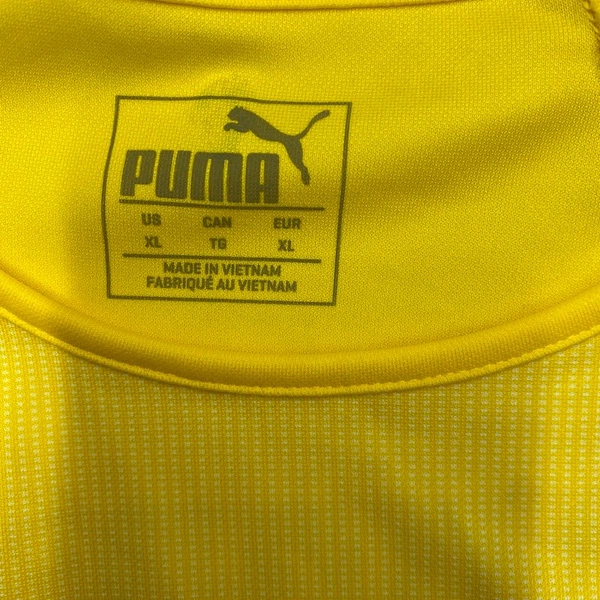 PUMA
US CAN EUR
XL TG XL
MADE IN VIETNAM
FABRIQUÉ AU VIETNAM